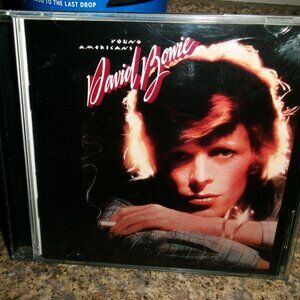 TO THE LAST DROP
YOUNG
AMERICANS
David Bowie